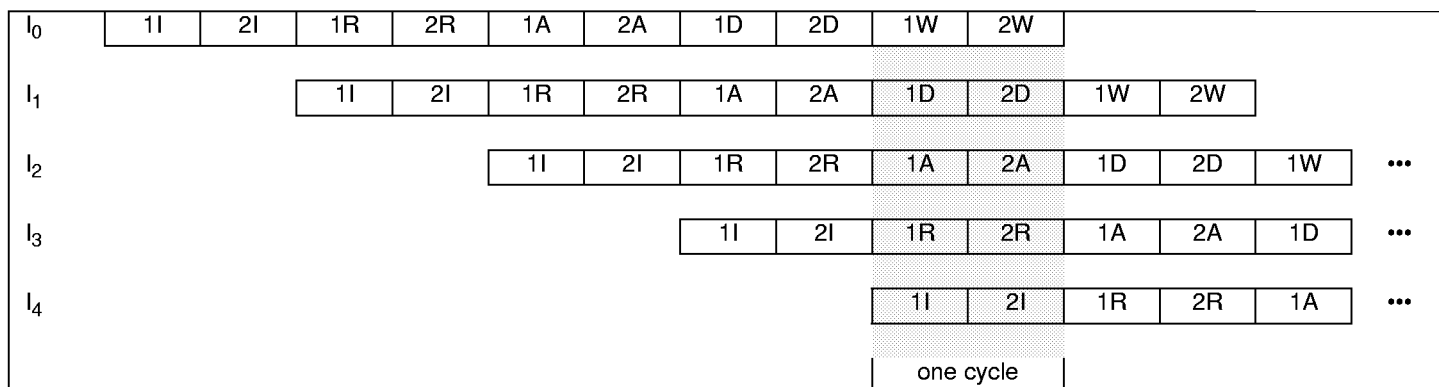 I₀ 1I 2I 1R 2R 1A 2A 1D 2D 1W 2W
I₁ 1I 2I 1R 2R 1A 2A 1D 2D 1W 2W
I₂ 1I 2I 1R 2R 1A 2A 1D 2D 1W •••
I₃ 1I 2I 1R 2R 1A 2A 1D •••
I₄ 1I 2I 1R 2R 1A •••
one cycle